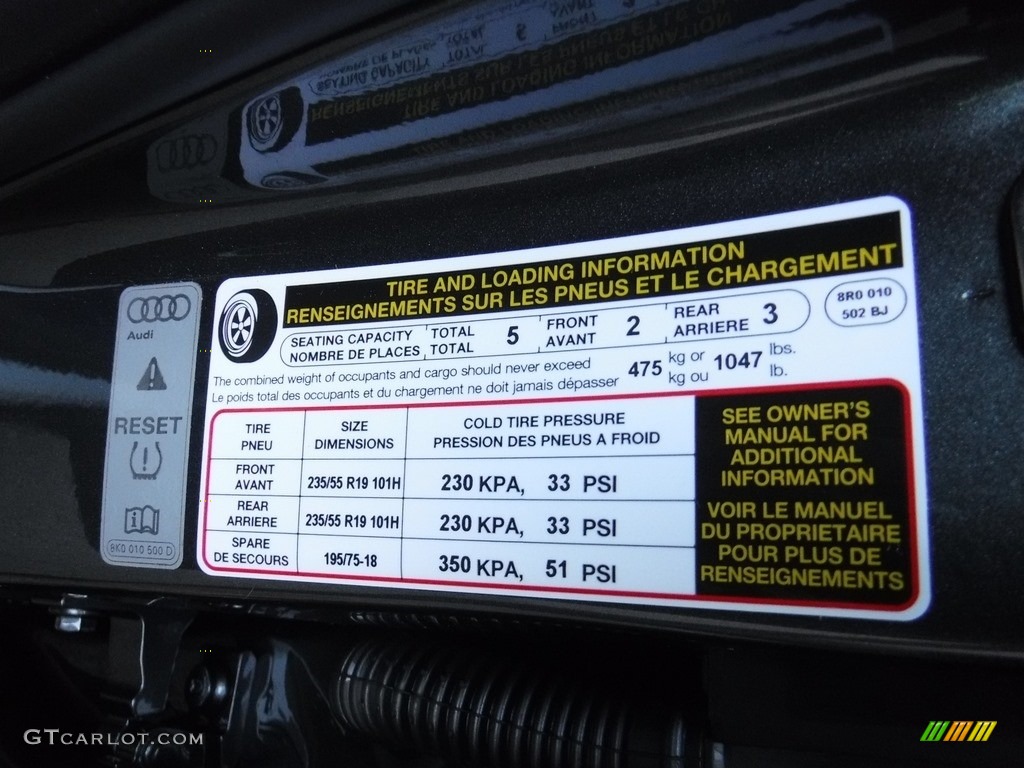 TIRE AND LOADING INFORMATION
RENSEIGNEMENTS SUR LES PNEUS ET LE CHARGEMENT
SEATING CAPACITY TOTAL 5 FRONT 2 REAR 3
NOMBRE DE PLACES TOTAL AVANT ARRIERE
8R0 010
502 BJ
The combined weight of occupants and cargo should never exceed 475 kg or 1047 lbs.
Le poids total des occupants et du chargement ne doit jamais dépasser kg ou lb.
TIRE SIZE COLD TIRE PRESSURE
PNEU DIMENSIONS PRESSION DES PNEUS A FROID
FRONT
AVANT 235/55 R19 101H 230 KPA, 33 PSI
REAR
ARRIERE 235/55 R19 101H 230 KPA, 33 PSI
SPARE
DE SECOURS 195/75-18 350 KPA, 51 PSI
SEE OWNER'S
MANUAL FOR
ADDITIONAL
INFORMATION
VOIR LE MANUEL
DU PROPRIETAIRE
POUR PLUS DE
RENSEIGNEMENTS
Audi
RESET
8K0 010 500 D
GTCARLOT.COM